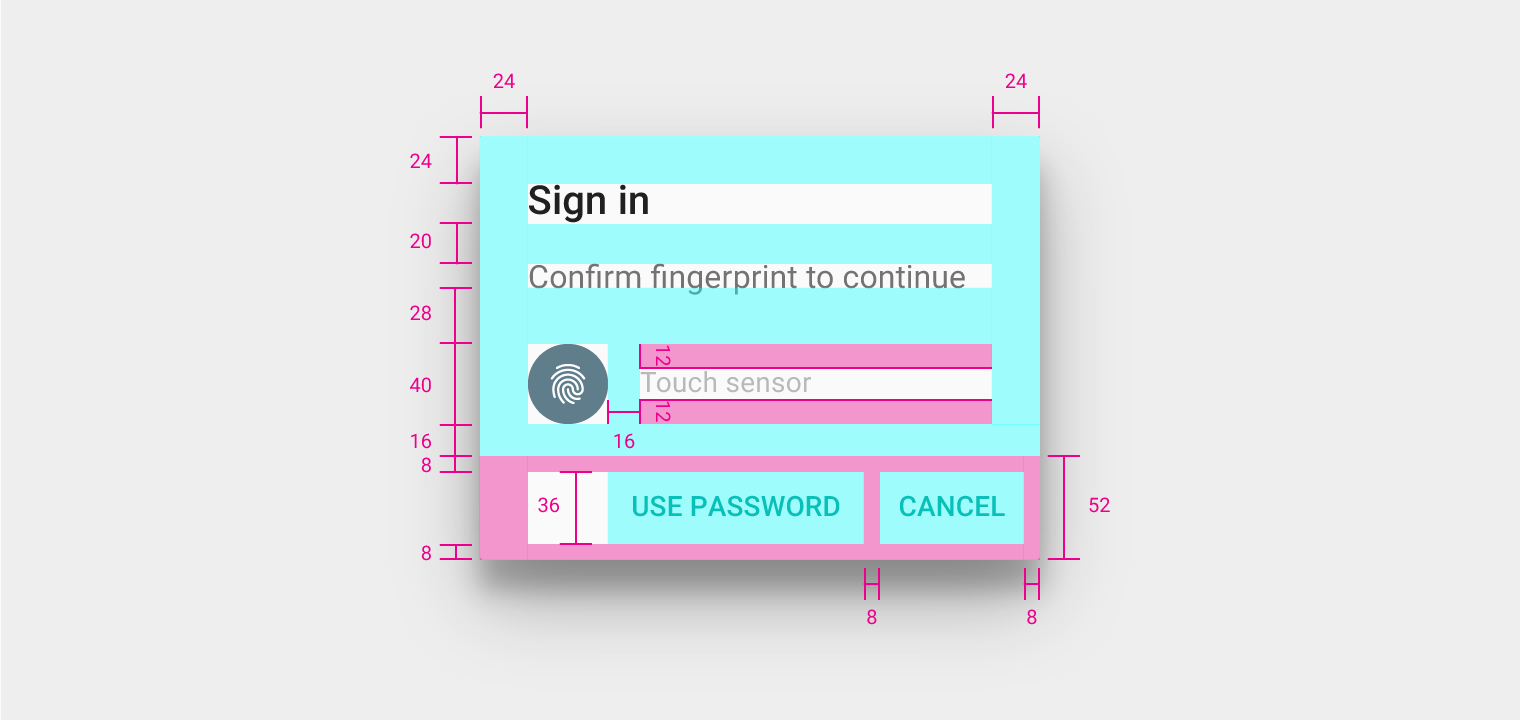 24 24
24
Sign in
20
Confirm fingerprint to continue
28
12
40
Touch sensor
12
16 16
8
36 USE PASSWORD CANCEL 52
8
8 8